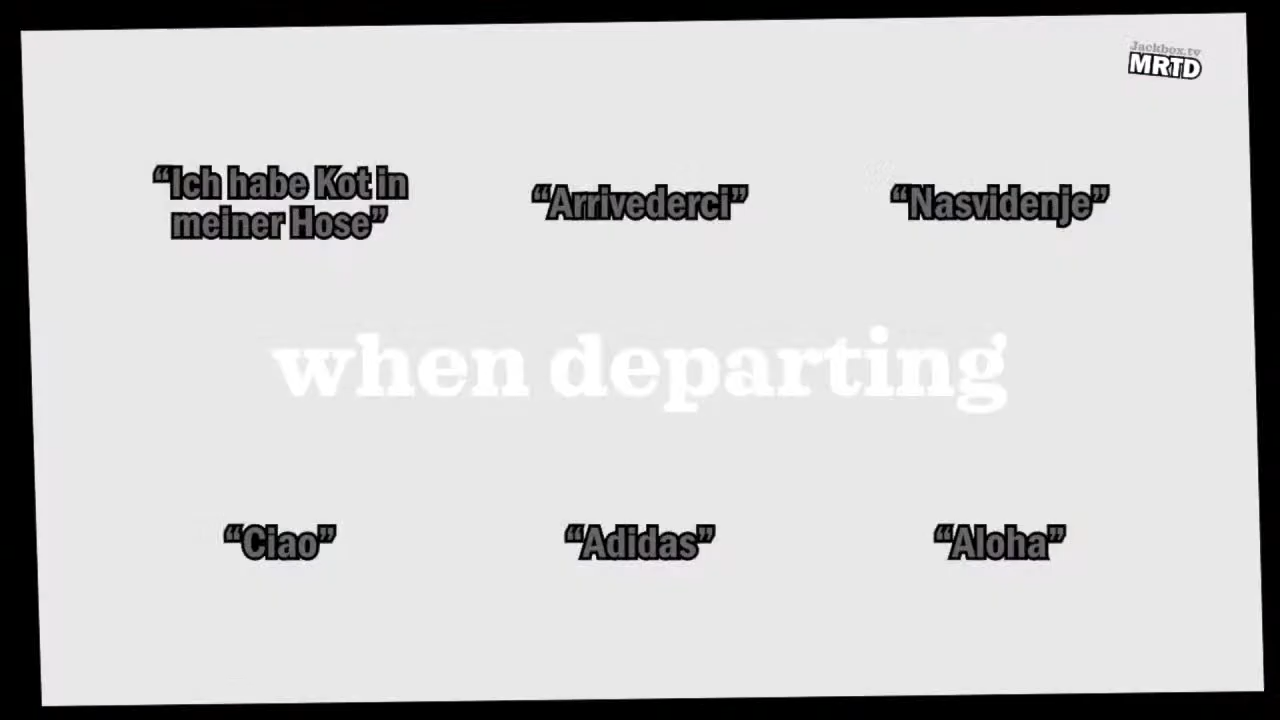 Jackbox.tv
MRTD
“Ich habe Kot in
meiner Hose”
“Arrivederci”
“Nasvidenje”
when departing
“Ciao”
“Adidas”
“Aloha”